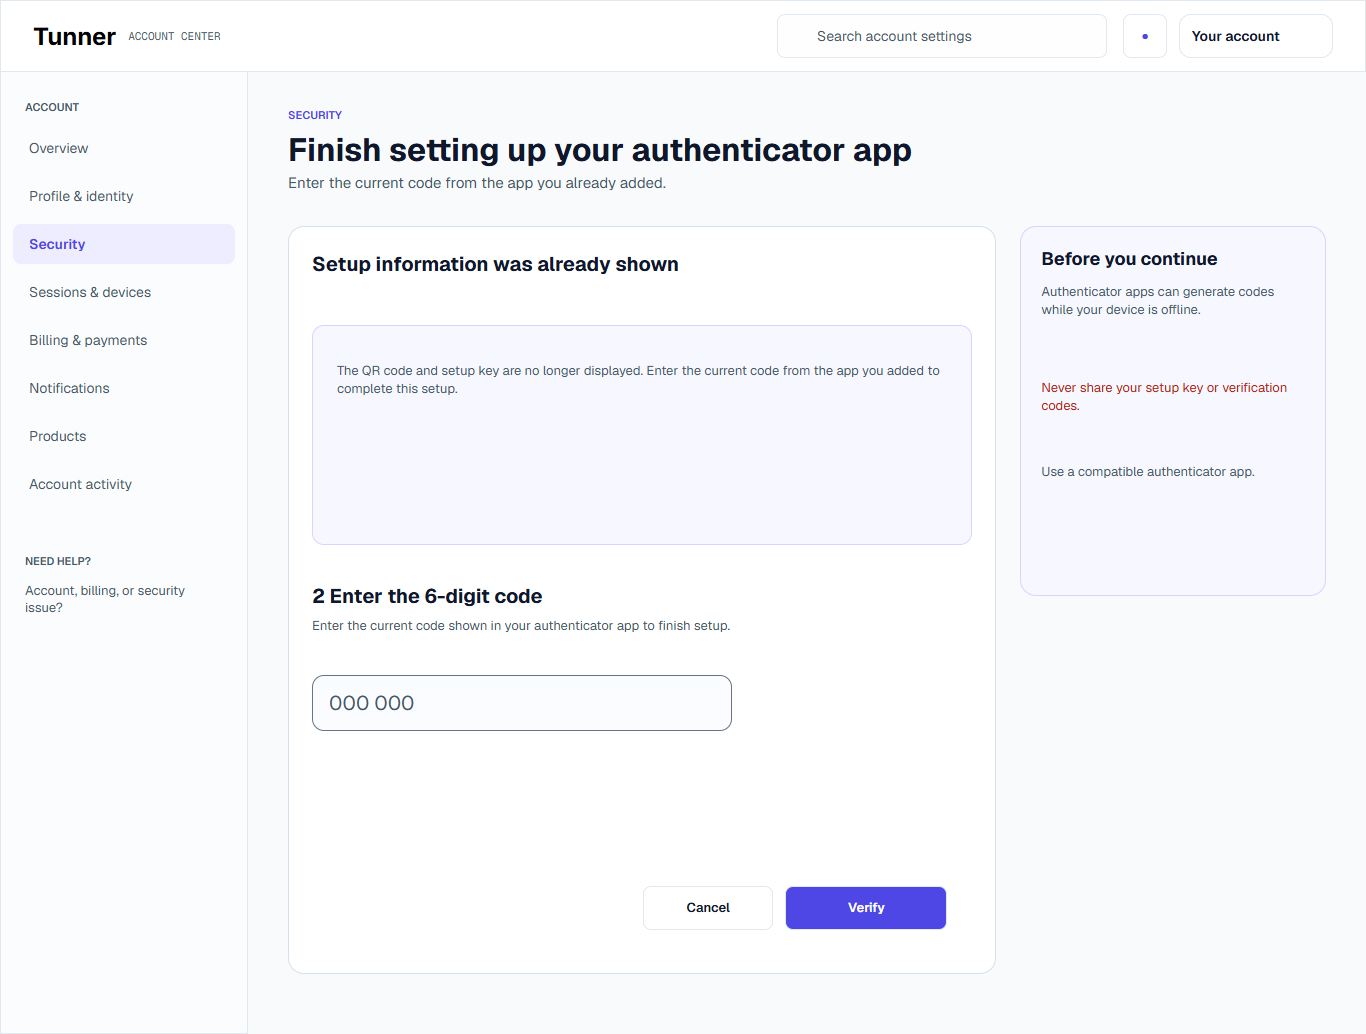 Tunner ACCOUNT CENTER
Search account settings
Your account
ACCOUNT
Overview
Profile & identity
Security
Sessions & devices
Billing & payments
Notifications
Products
Account activity
NEED HELP?
Account, billing, or security
issue?
SECURITY
Finish setting up your authenticator app
Enter the current code from the app you already added.
Setup information was already shown
The QR code and setup key are no longer displayed. Enter the current code from the app you added to
complete this setup.
2 Enter the 6-digit code
Enter the current code shown in your authenticator app to finish setup.
000 000
Cancel
Verify
Before you continue
Authenticator apps can generate codes
while your device is offline.
Never share your setup key or verification
codes.
Use a compatible authenticator app.